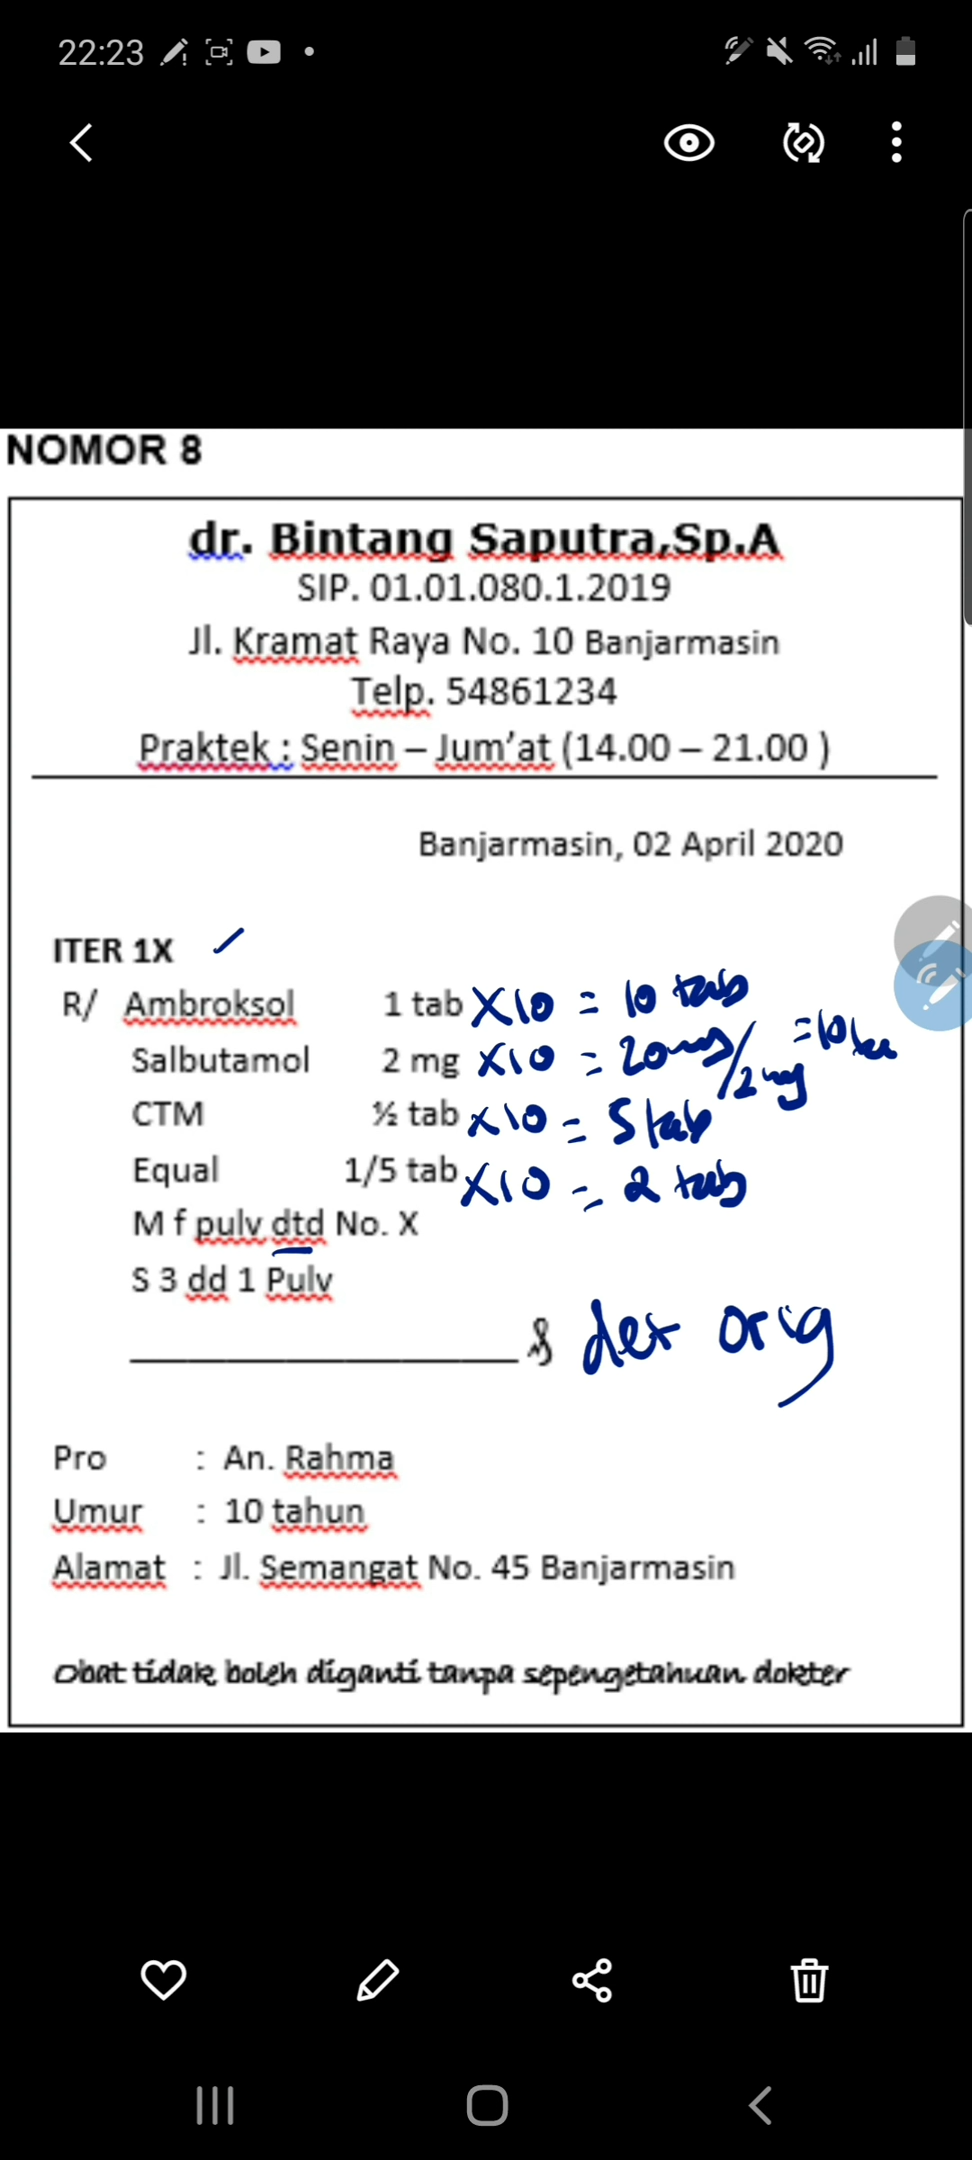 22:23
NOMOR 8
dr. Bintang Saputra,Sp.A
SIP. 01.01.080.1.2019
Jl. Kramat Raya No. 10 Banjarmasin
Telp. 54861234
Praktek : Senin – Jum'at (14.00 – 21.00 )
Banjarmasin, 02 April 2020
ITER 1X
R/ Ambroksol 1 tab X10 = 10 tab
Salbutamol 2 mg X10 = 20 mg/2 mg = 10
CTM ½ tab X10 = 5 tab
Equal 1/5 tab X10 = 2 tab
M f pulv dtd No. X
S 3 dd 1 Pulv
det orig
Pro : An. Rahma
Umur : 10 tahun
Alamat : Jl. Semangat No. 45 Banjarmasin
Obat tidak boleh diganti tanpa sepengetahuan dokter